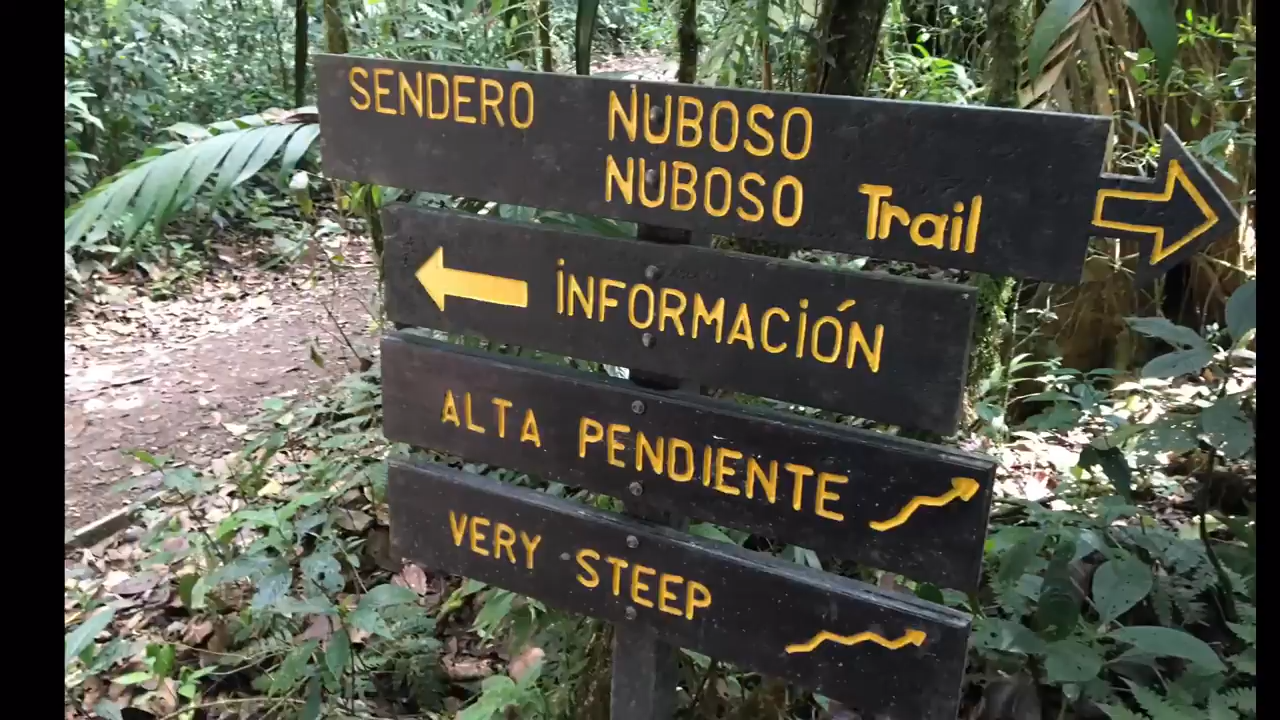 SENDERO NUBOSO
NUBOSO Trail
INFORMACIÓN
ALTA PENDIENTE
VERY STEEP